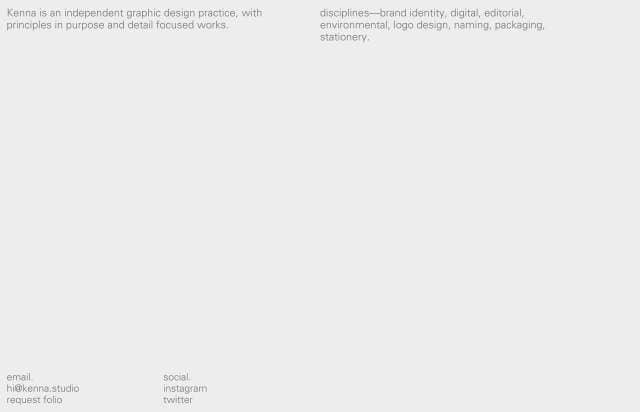 Kenna is an independent graphic design practice, with
principles in purpose and detail focused works.
disciplines—brand identity, digital, editorial,
environmental, logo design, naming, packaging,
stationery.
email.
hi@kenna.studio
request folio
social.
instagram
twitter